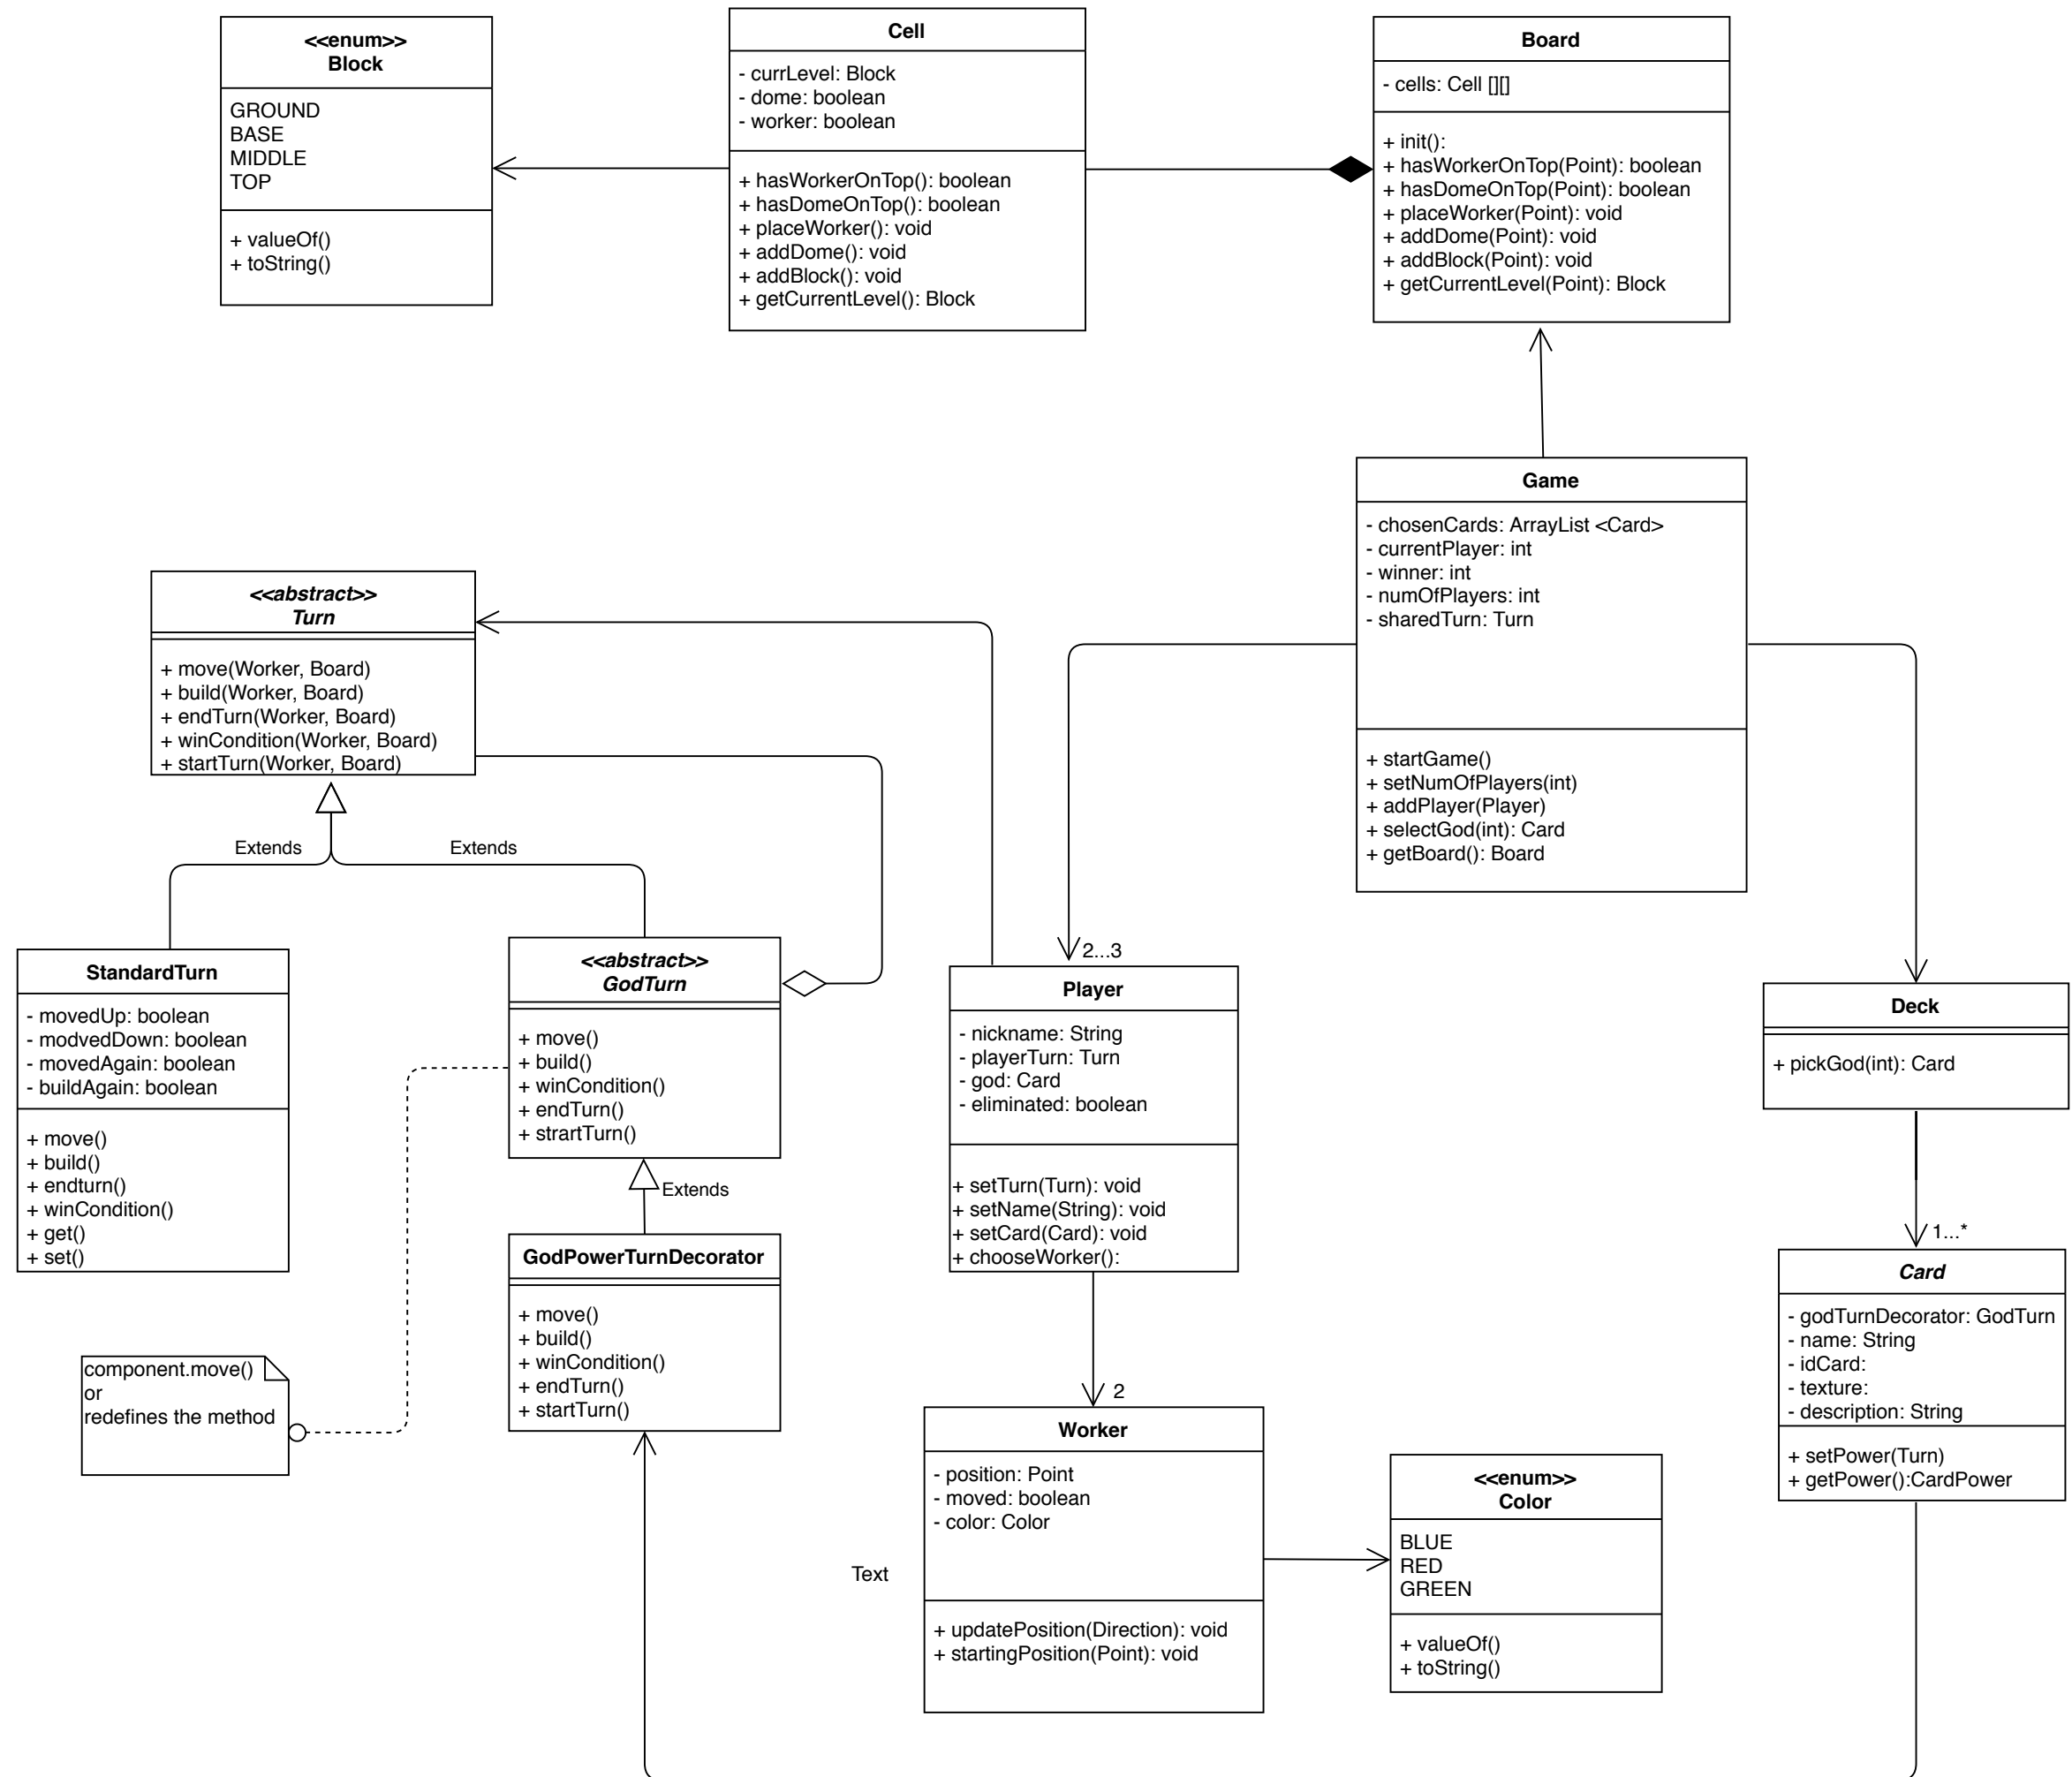 <<enum>>
Block
GROUND
BASE
MIDDLE
TOP
+ valueOf()
+ toString()
Cell
- currLevel: Block
- dome: boolean
- worker: boolean
+ hasWorkerOnTop(): boolean
+ hasDomeOnTop(): boolean
+ placeWorker(): void
+ addDome(): void
+ addBlock(): void
+ getCurrentLevel(): Block
Board
- cells: Cell [][]
+ init():
+ hasWorkerOnTop(Point): boolean
+ hasDomeOnTop(Point): boolean
+ placeWorker(Point): void
+ addDome(Point): void
+ addBlock(Point): void
+ getCurrentLevel(Point): Block
Game
- chosenCards: ArrayList <Card>
- currentPlayer: int
- winner: int
- numOfPlayers: int
- sharedTurn: Turn
+ startGame()
+ setNumOfPlayers(int)
+ addPlayer(Player)
+ selectGod(int): Card
+ getBoard(): Board
<<abstract>>
Turn
+ move(Worker, Board)
+ build(Worker, Board)
+ endTurn(Worker, Board)
+ winCondition(Worker, Board)
+ startTurn(Worker, Board)
Extends
Extends
StandardTurn
- movedUp: boolean
- modvedDown: boolean
- movedAgain: boolean
- buildAgain: boolean
+ move()
+ build()
+ endturn()
+ winCondition()
+ get()
+ set()
<<abstract>>
GodTurn
+ move()
+ build()
+ winCondition()
+ endTurn()
+ strartTurn()
Extends
GodPowerTurnDecorator
+ move()
+ build()
+ winCondition()
+ endTurn()
+ startTurn()
component.move()
or
redefines the method
2...3
Player
- nickname: String
- playerTurn: Turn
- god: Card
- eliminated: boolean
+ setTurn(Turn): void
+ setName(String): void
+ setCard(Card): void
+ chooseWorker():
2
Worker
- position: Point
- moved: boolean
- color: Color
+ updatePosition(Direction): void
+ startingPosition(Point): void
Text
<<enum>>
Color
BLUE
RED
GREEN
+ valueOf()
+ toString()
Deck
+ pickGod(int): Card
1...*
Card
- godTurnDecorator: GodTurn
- name: String
- idCard:
- texture:
- description: String
+ setPower(Turn)
+ getPower():CardPower